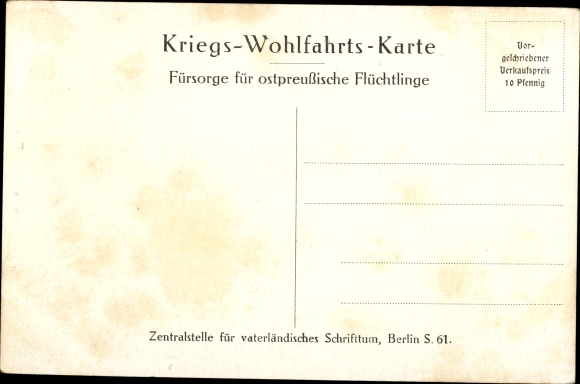 Kriegs-Wohlfahrts-Karte
Fürsorge für ostpreußische Flüchtlinge
Vor-
geschriebener
Verkaufspreis
10 Pfennig
Zentralstelle für vaterländisches Schrifttum, Berlin S. 61.